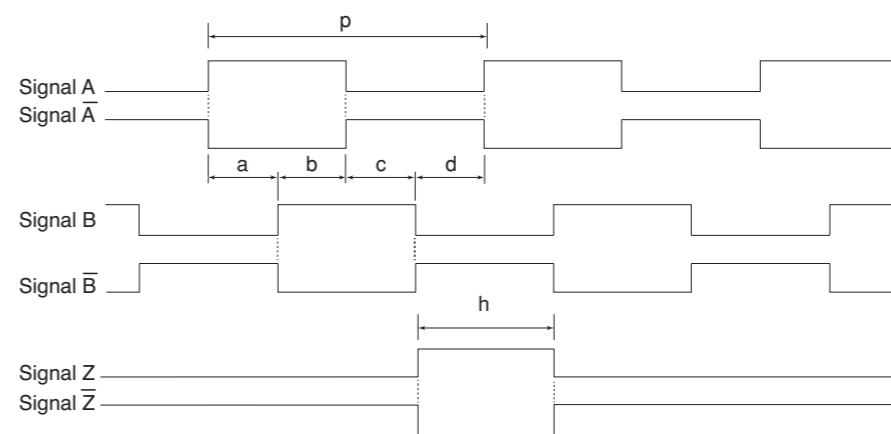 p
Signal A
Signal A̅
a b c d
Signal B
Signal B̅
h
Signal Z
Signal Z̅